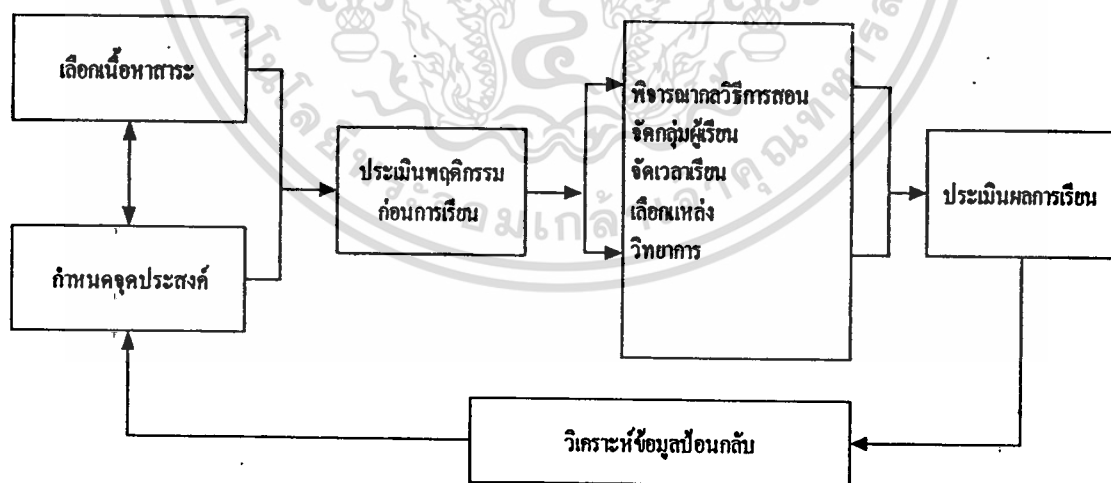 เลือกเนื้อหาสาระ
กำหนดจุดประสงค์
ประเมินพฤติกรรม
ก่อนการเรียน
พิจารณากลวิธีการสอน
จัดกลุ่มผู้เรียน
จัดเวลาเรียน
เลือกแหล่ง
วิทยาการ
ประเมินผลการเรียน
วิเคราะห์ข้อมูลป้อนกลับ